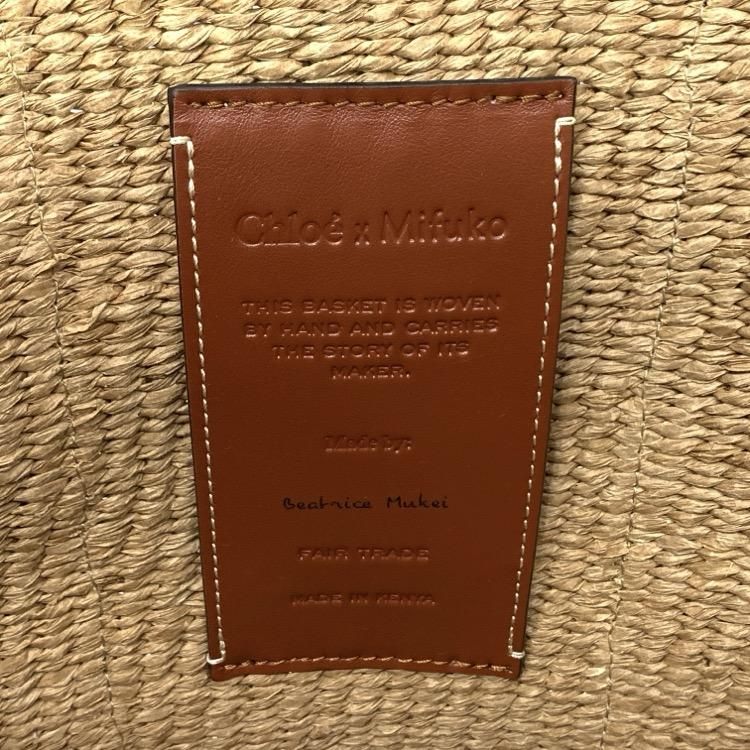 Chloé x Mifuko
THIS BASKET IS WOVEN
BY HAND AND CARRIES
THE STORY OF ITS
MAKER.
Made by:
Beatrice Mukei
FAIR TRADE
MADE IN KENYA